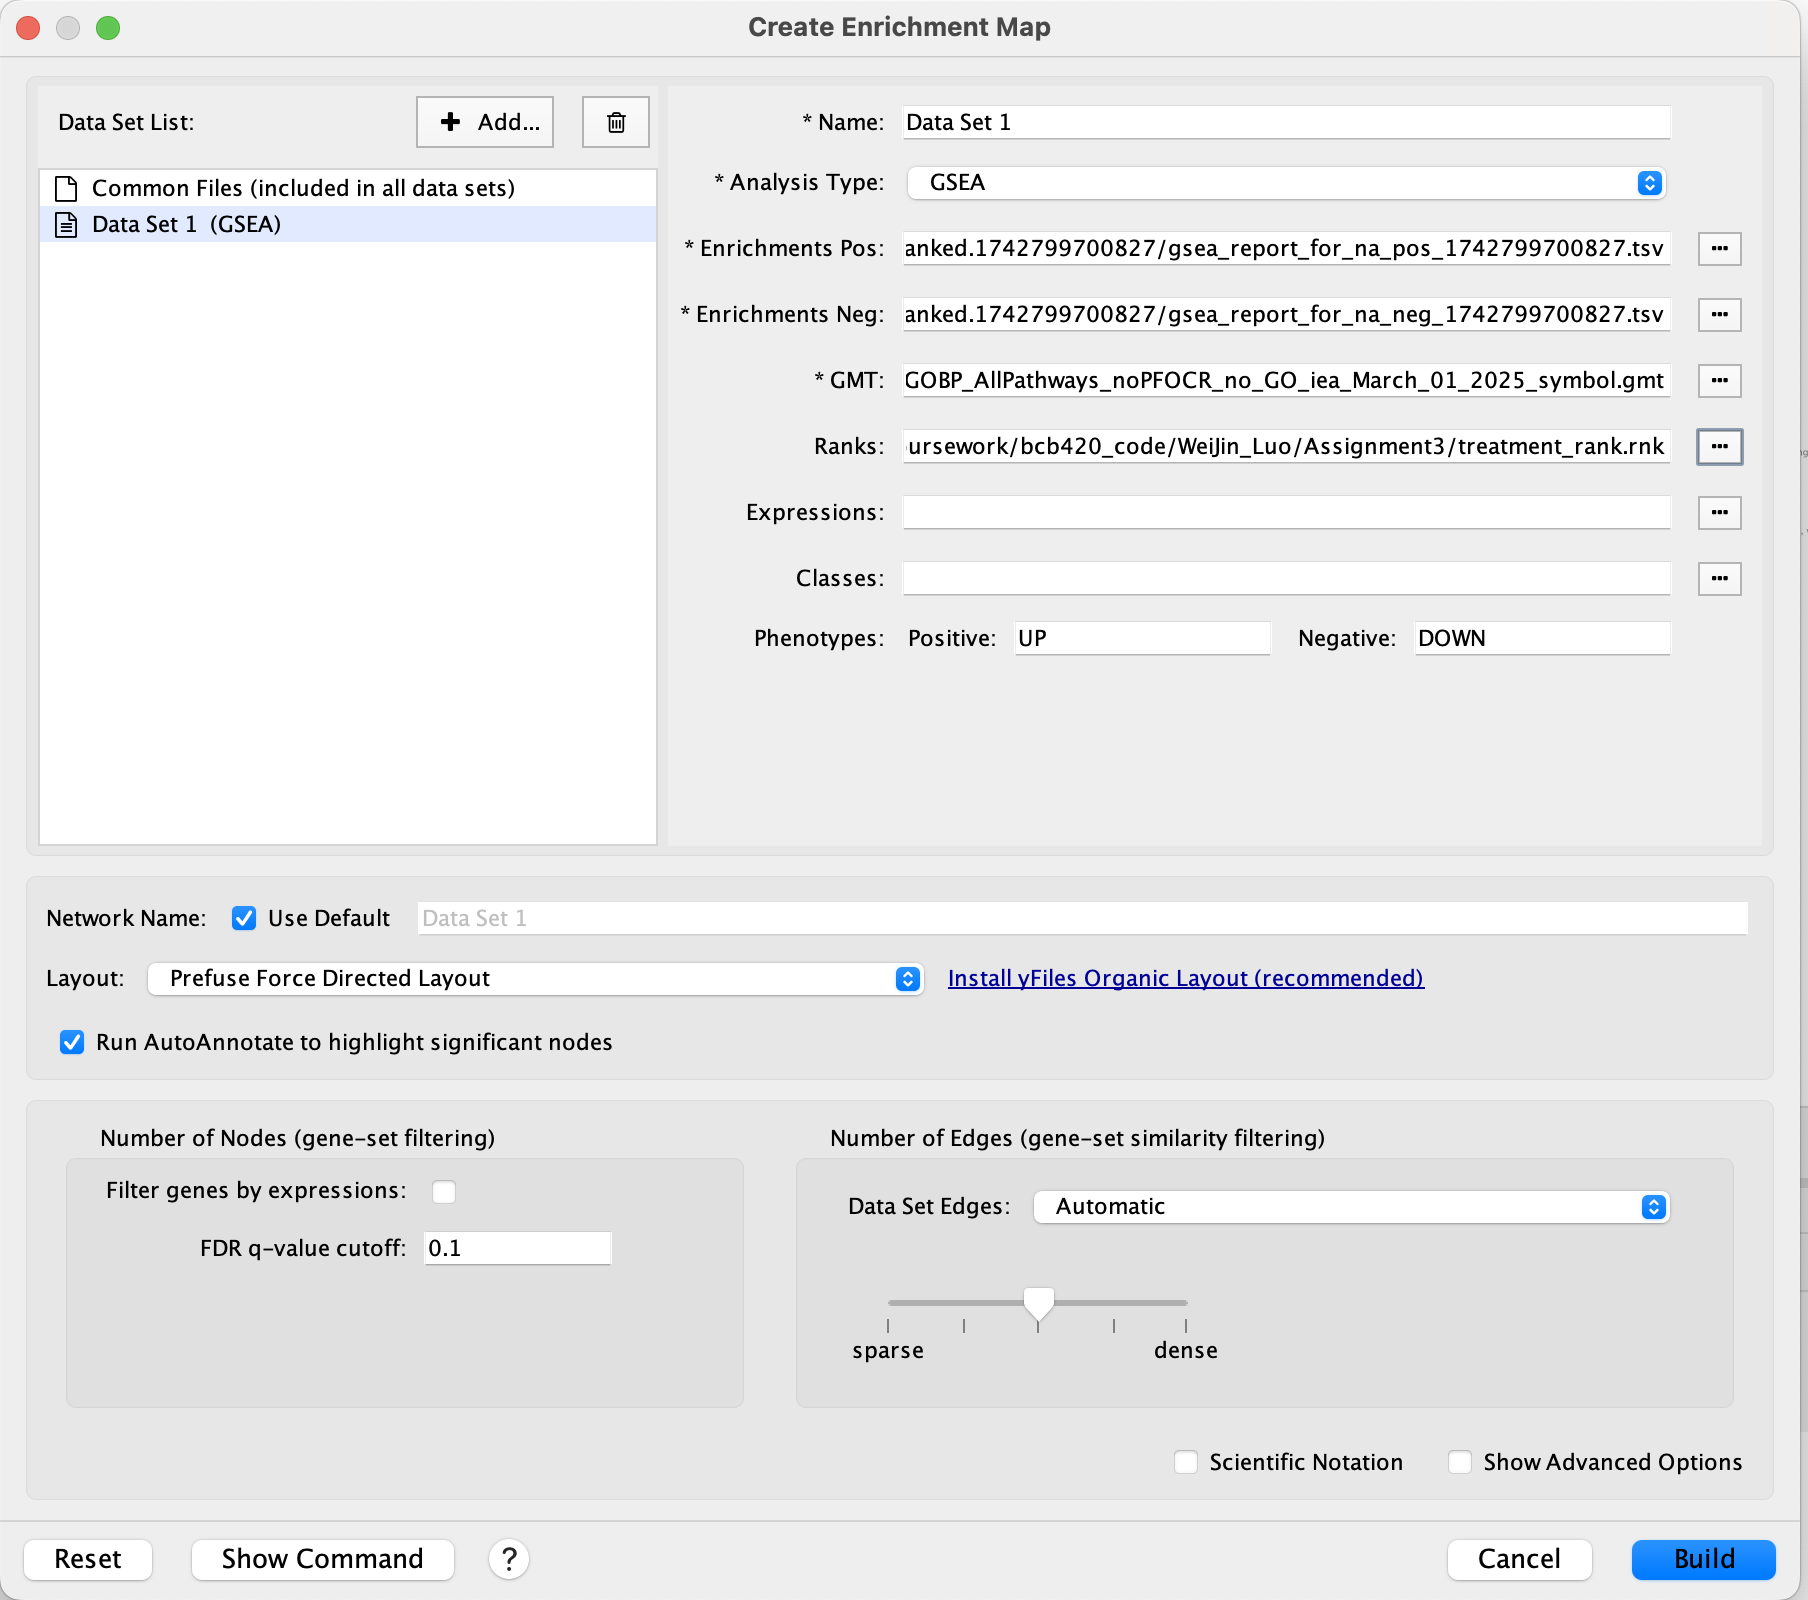 Create Enrichment Map
Data Set List:
Add...
Common Files (included in all data sets)
Data Set 1 (GSEA)
* Name: Data Set 1
* Analysis Type: GSEA
* Enrichments Pos: anked.1742799700827/gsea_report_for_na_pos_1742799700827.tsv
* Enrichments Neg: anked.1742799700827/gsea_report_for_na_neg_1742799700827.tsv
* GMT: GOBP_AllPathways_noPFOCR_no_GO_iea_March_01_2025_symbol.gmt
Ranks: ursework/bcb420_code/WeiJin_Luo/Assignment3/treatment_rank.rnk
Expressions:
Classes:
Phenotypes: Positive: UP Negative: DOWN
Network Name: Use Default Data Set 1
Layout: Prefuse Force Directed Layout Install yFiles Organic Layout (recommended)
Run AutoAnnotate to highlight significant nodes
Number of Nodes (gene-set filtering)
Filter genes by expressions:
FDR q-value cutoff: 0.1
Number of Edges (gene-set similarity filtering)
Data Set Edges: Automatic
sparse dense
Scientific Notation Show Advanced Options
Reset Show Command ? Cancel Build